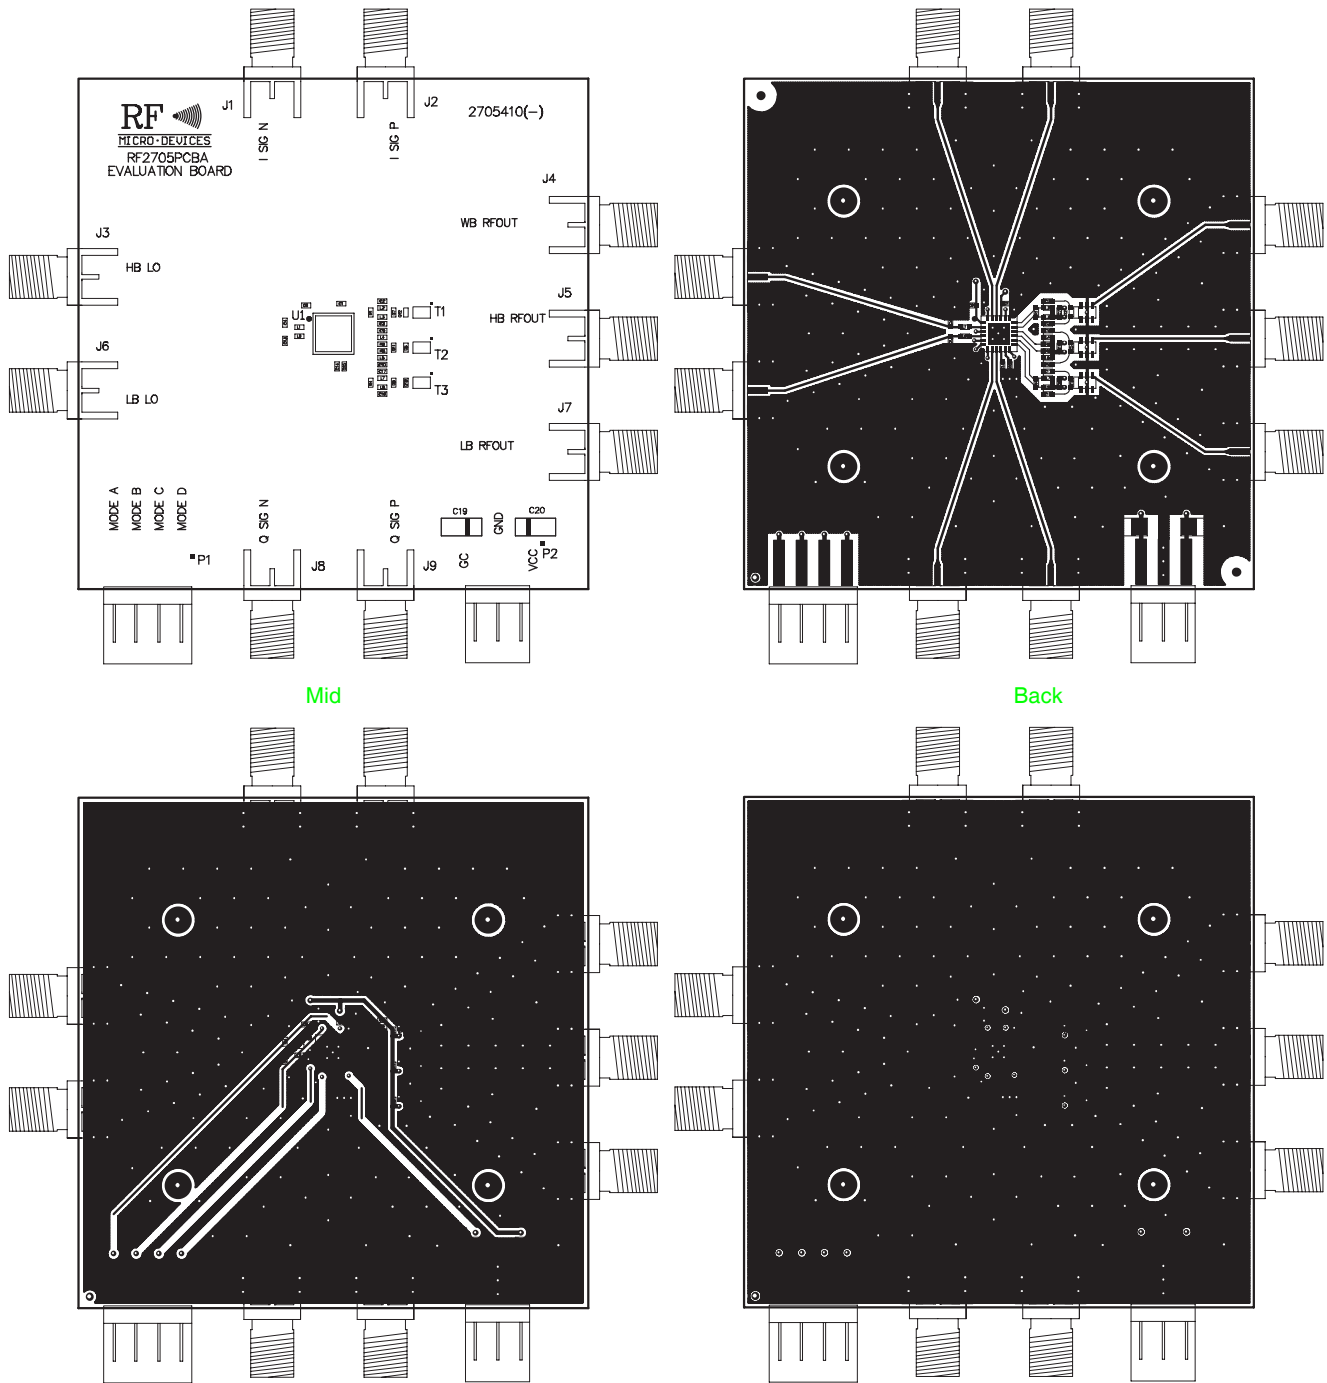 J1
J2
RF
MICRO·DEVICES
RF2705PCBA
EVALUATION BOARD
I SIG N
I SIG P
2705410(-)
J4
WB RFOUT
J3
HB LO
J5
HB RFOUT
U1
T1
T2
T3
J6
LB LO
J7
LB RFOUT
MODE A
MODE B
MODE C
MODE D
Q SIG N
Q SIG P
C19
GND
C20
GC
VCC
P1
P2
J8
J9
Mid
Back